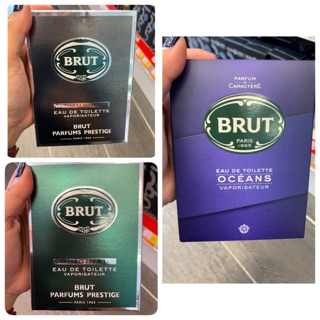 BRUT
EAU DE TOILETTE
VAPORISATEUR
BRUT
PARFUMS PRESTIGE
PARIS 1965
BRUT
EAU DE TOILETTE
VAPORISATEUR
BRUT
PARFUMS PRESTIGE
PARIS 1965
PARFUM
DE
CARACTÈRE
BRUT
PARIS
1965
EAU DE TOILETTE
OCÉANS
VAPORISATEUR